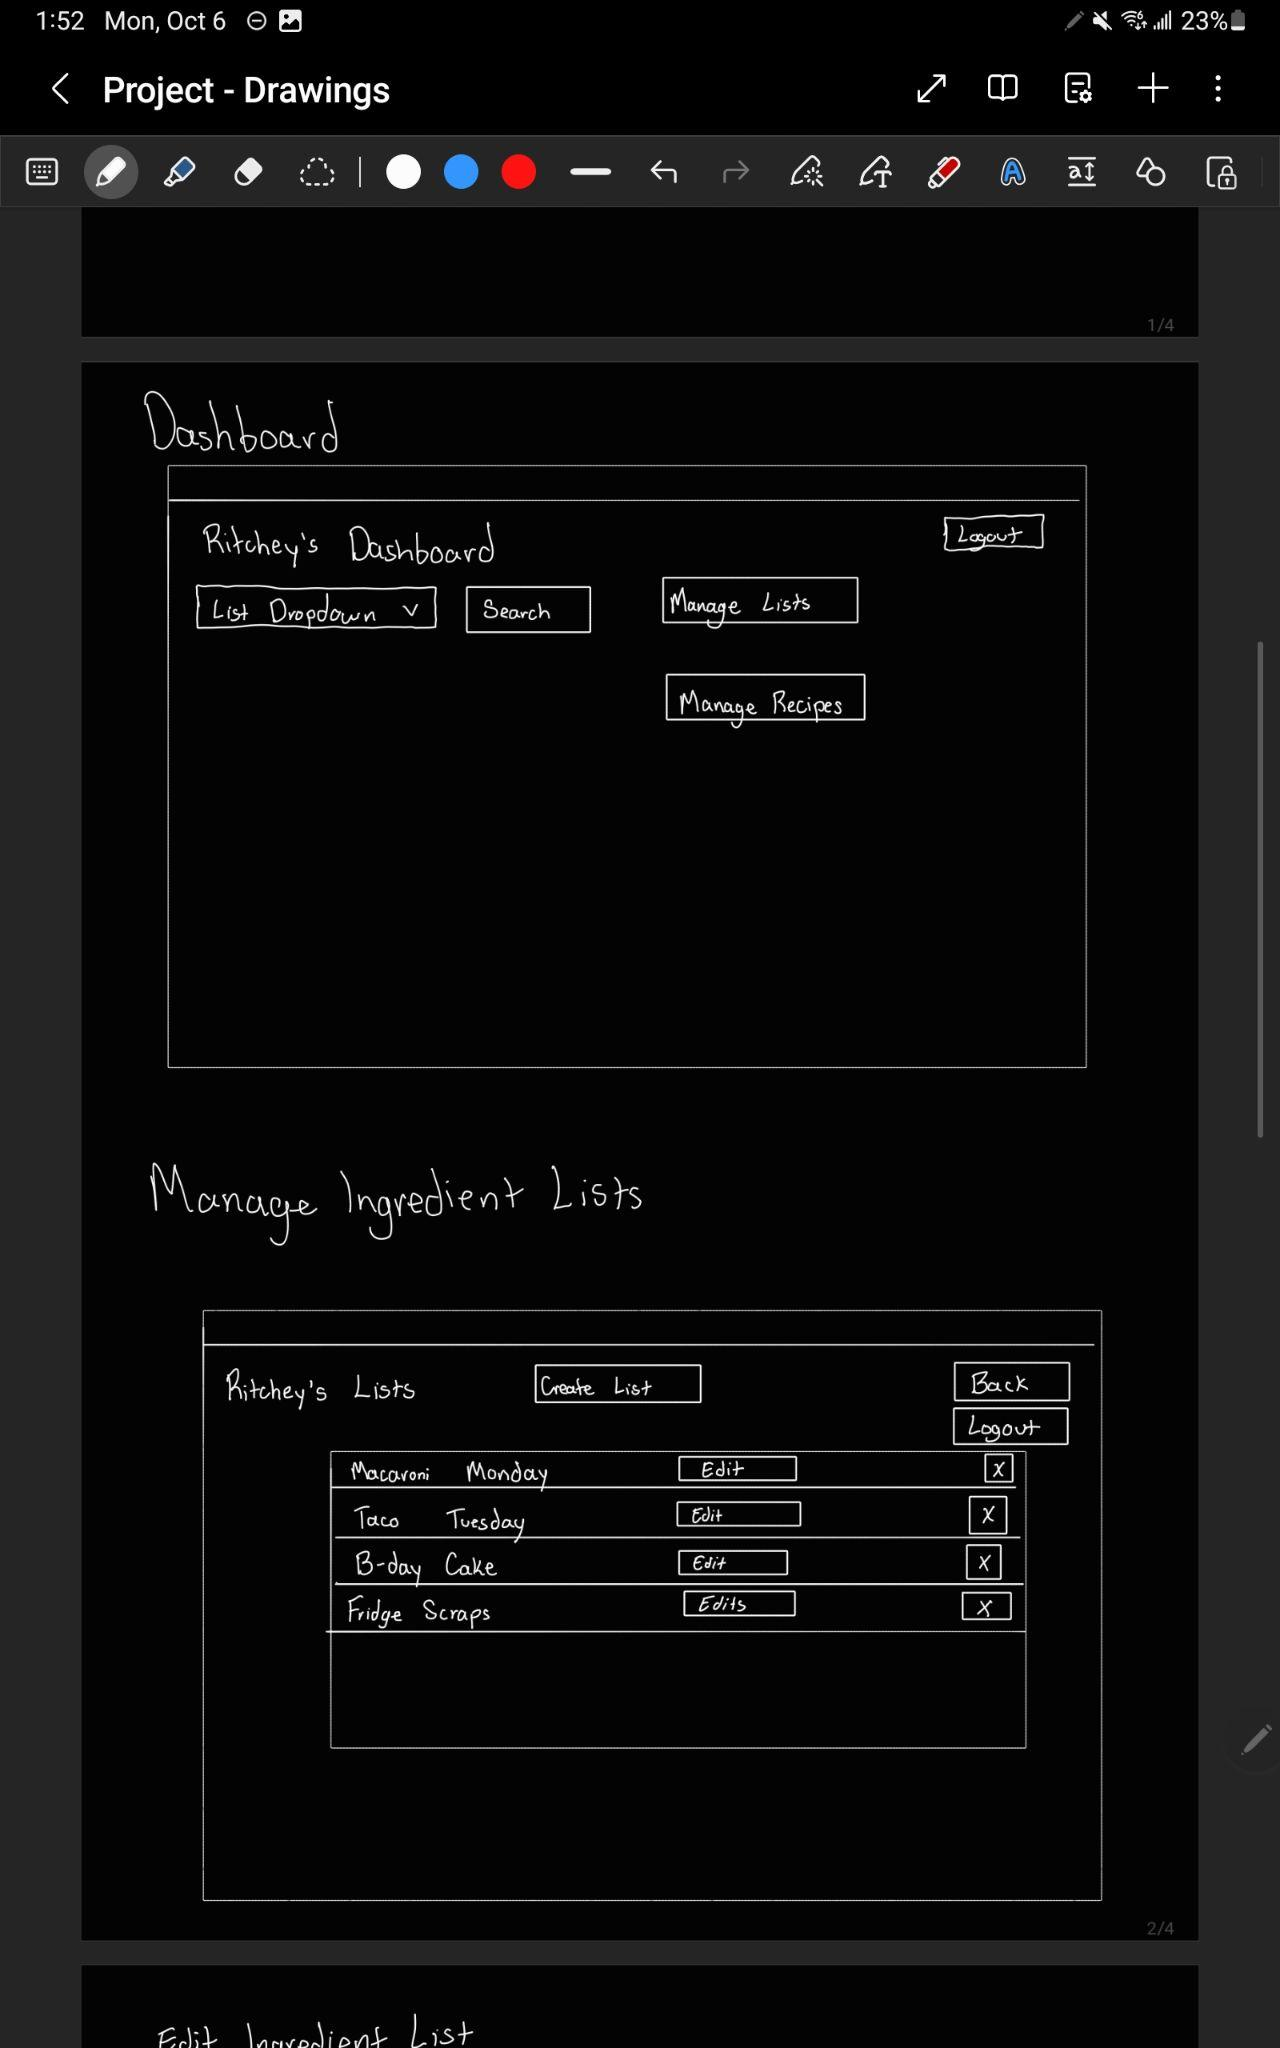 1:52 Mon, Oct 6 23%
Project - Drawings
1/4
Dashboard
Ritchey's Dashboard Logout
List Dropdown v Search Manage Lists
Manage Recipes
Manage Ingredient Lists
Ritchey's Lists Create List Back
Logout
Macaroni Monday Edit X
Taco Tuesday Edit X
B-day Cake Edit X
Fridge Scraps Edits X
2/4
Edit Ingredient List